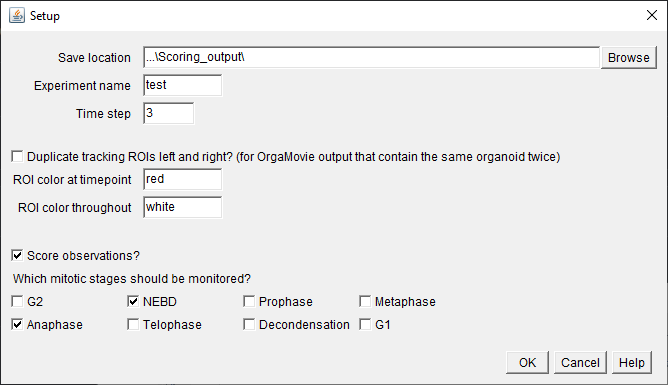 Setup
Save location ...\Scoring_output\ Browse
Experiment name test
Time step 3
Duplicate tracking ROIs left and right? (for OrgaMovie output that contain the same organoid twice)
ROI color at timepoint red
ROI color throughout white
Score observations?
Which mitotic stages should be monitored?
G2 NEBD Prophase Metaphase
Anaphase Telophase Decondensation G1
OK Cancel Help